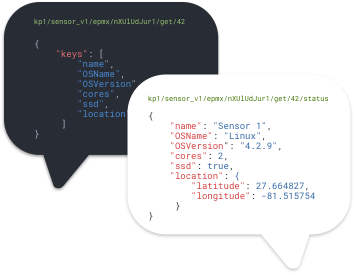 kp1/sensor_v1/epmx/nXUlUdJur1/get/42
{
"keys": [
"name",
"OSName",
"OSVersion"
"cores",
"ssd",
"location"
]
}
kp1/sensor_v1/epmx/nXUlUdJur1/get/42/status
{
"name": "Sensor 1",
"OSName": "Linux",
"OSVersion": "4.2.9",
"cores": 2,
"ssd": true,
"location": {
"latitude": 27.664827,
"longitude": -81.515754
}
}